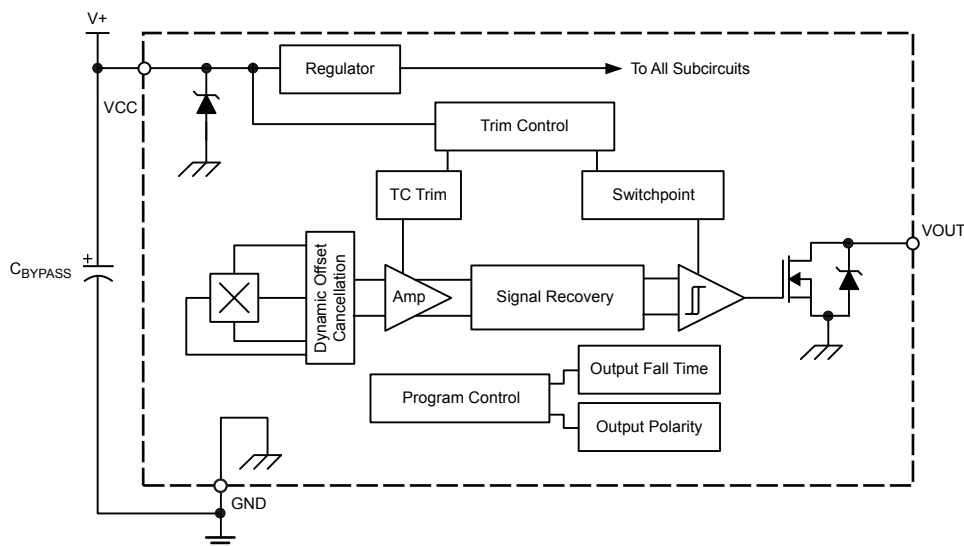 V+
Regulator
To All Subcircuits
VCC
Trim Control
TC Trim
Switchpoint
VOUT
+
CBYPASS
Dynamic Offset
Cancellation
Amp
Signal Recovery
Output Fall Time
Program Control
Output Polarity
GND